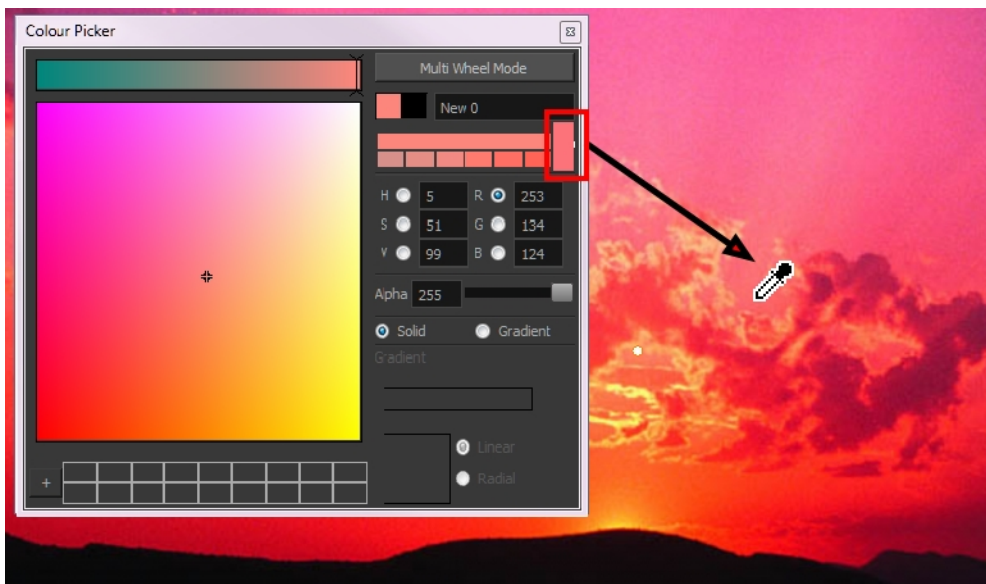 Colour Picker
Multi Wheel Mode
New 0
H 5 R 253
S 51 G 134
V 99 B 124
Alpha 255
Solid Gradient
Gradient
Linear
Radial
+